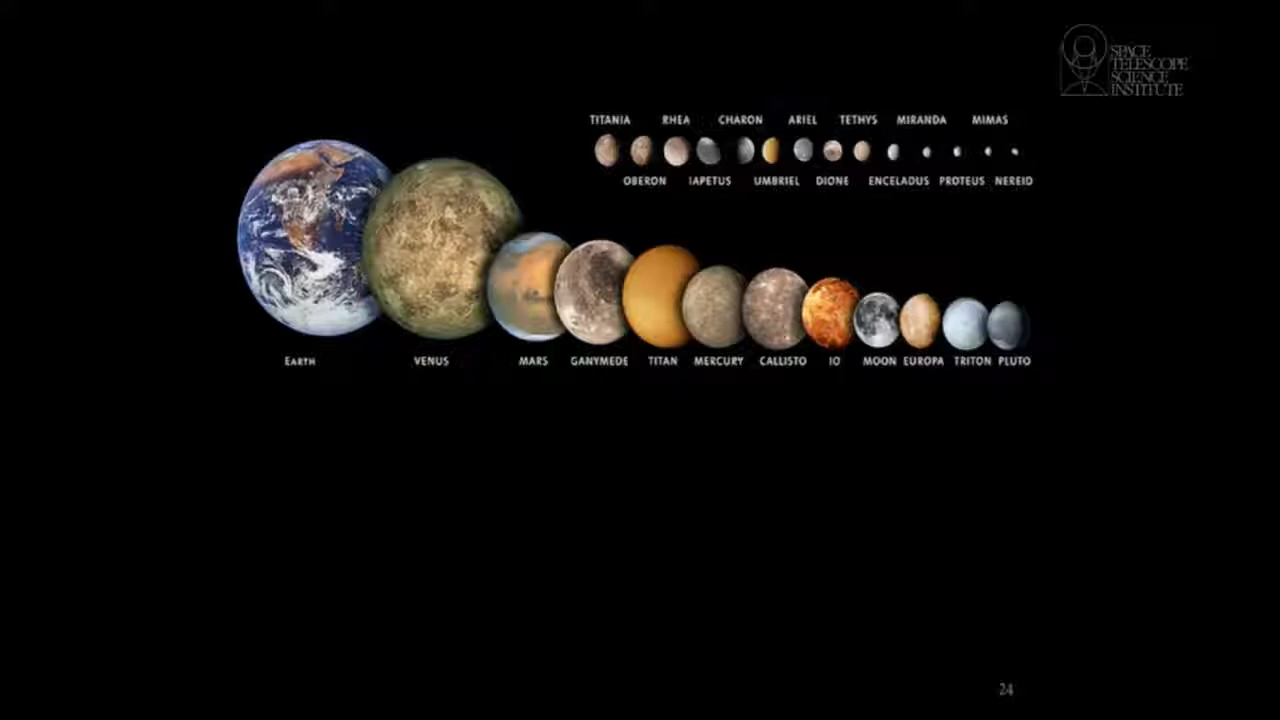 SPACE
TELESCOPE
SCIENCE
INSTITUTE
TITANIA RHEA CHARON ARIEL TETHYS MIRANDA MIMAS
OBERON IAPETUS UMBRIEL DIONE ENCELADUS PROTEUS NEREID
EARTH VENUS MARS GANYMEDE TITAN MERCURY CALLISTO IO MOON EUROPA TRITON PLUTO
24